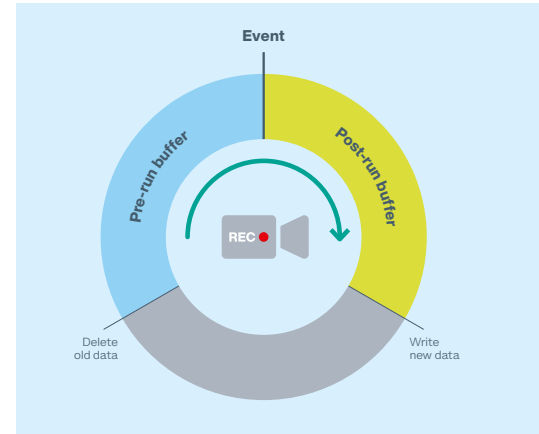 Event
Pre-run buffer
Post-run buffer
REC
Delete
old data
Write
new data